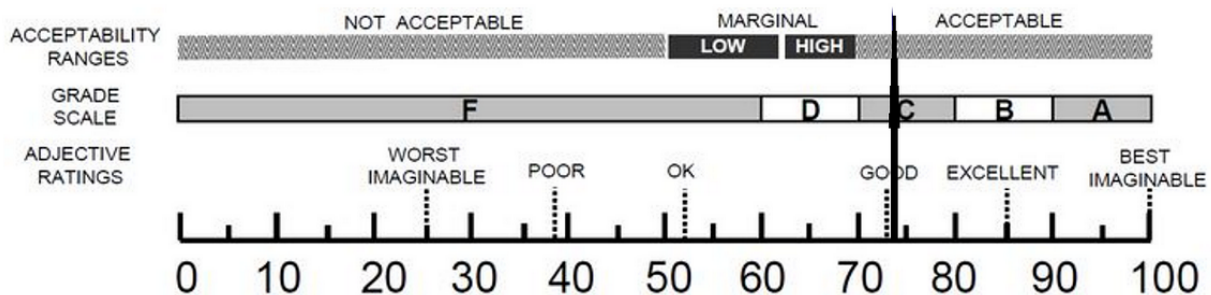 NOT ACCEPTABLE MARGINAL ACCEPTABLE
ACCEPTABILITY
RANGES
LOW HIGH
GRADE
SCALE
F D C B A
ADJECTIVE
RATINGS
WORST
IMAGINABLE
POOR
OK
GOOD
EXCELLENT
BEST
IMAGINABLE
0 10 20 30 40 50 60 70 80 90 100